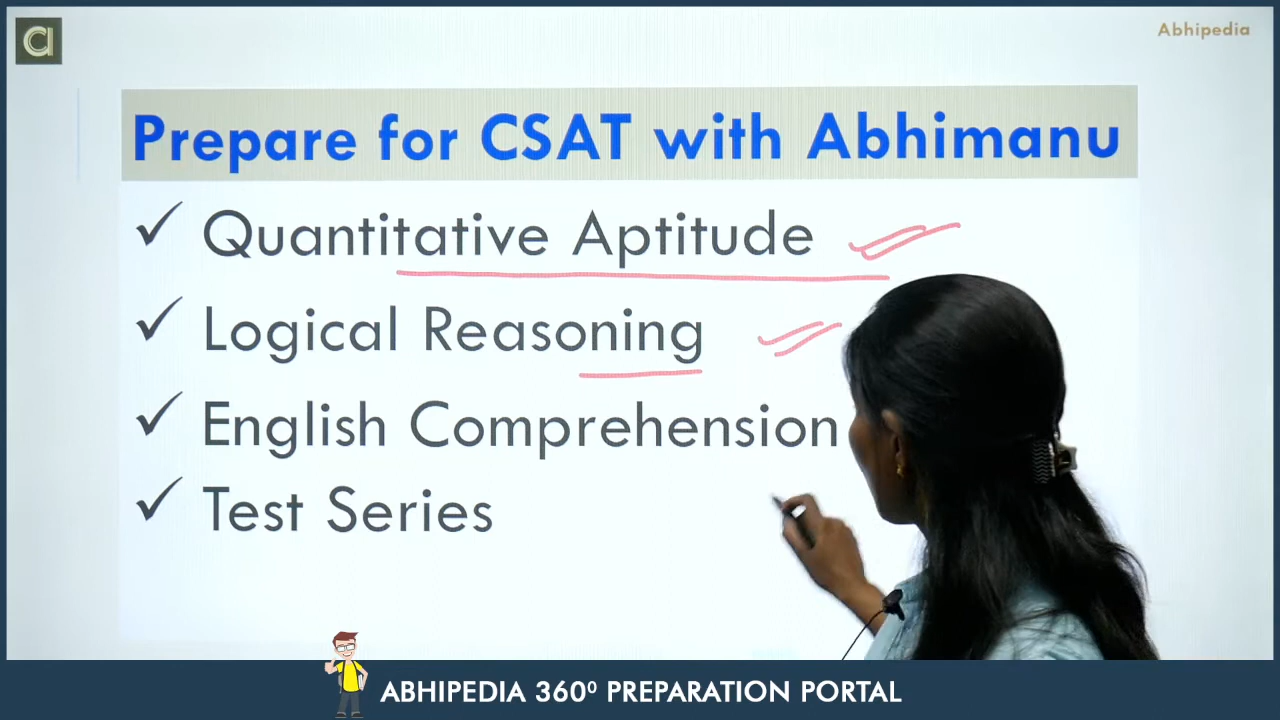 Abhipedia
Prepare for CSAT with Abhimanu
✓ Quantitative Aptitude
✓ Logical Reasoning
✓ English Comprehension
✓ Test Series
ABHIPEDIA 360⁰ PREPARATION PORTAL